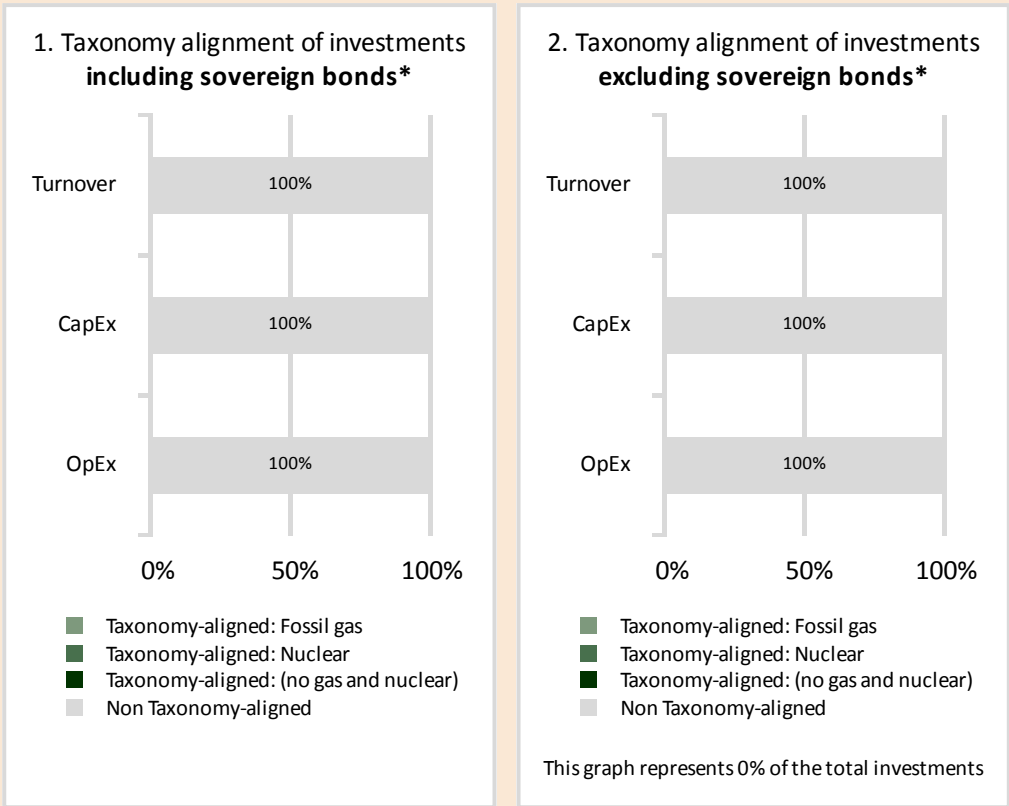 1. Taxonomy alignment of investments
including sovereign bonds*
Turnover
100%
CapEx
100%
OpEx
100%
0% 50% 100%
Taxonomy-aligned: Fossil gas
Taxonomy-aligned: Nuclear
Taxonomy-aligned: (no gas and nuclear)
Non Taxonomy-aligned
2. Taxonomy alignment of investments
excluding sovereign bonds*
Turnover
100%
CapEx
100%
OpEx
100%
0% 50% 100%
Taxonomy-aligned: Fossil gas
Taxonomy-aligned: Nuclear
Taxonomy-aligned: (no gas and nuclear)
Non Taxonomy-aligned
This graph represents 0% of the total investments